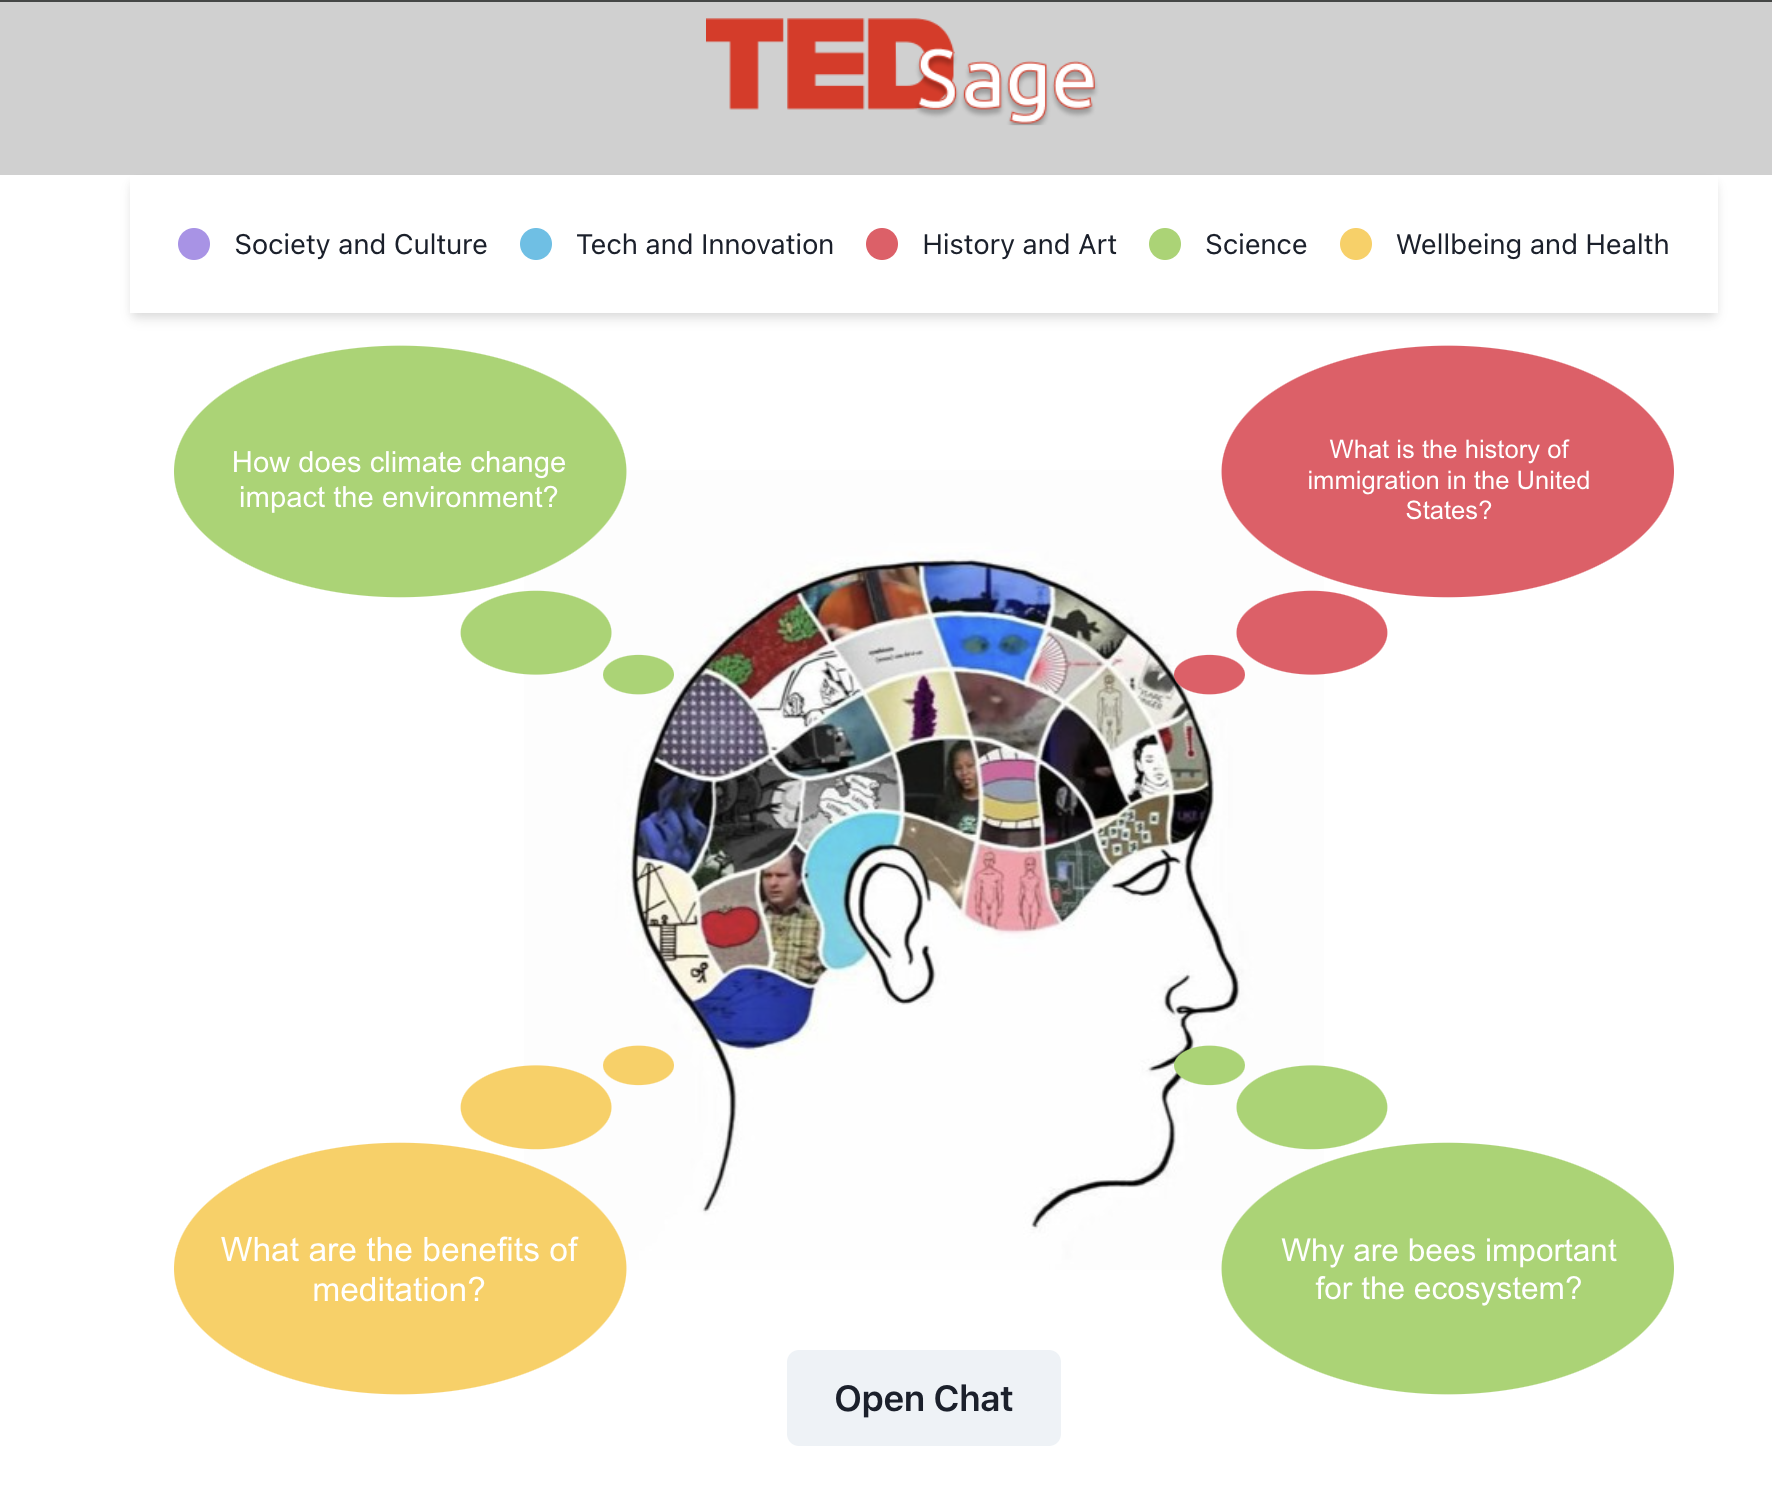 TEDSage
Society and Culture
Tech and Innovation
History and Art
Science
Wellbeing and Health
How does climate change
impact the environment?
What is the history of
immigration in the United
States?
What are the benefits of
meditation?
Why are bees important
for the ecosystem?
Open Chat